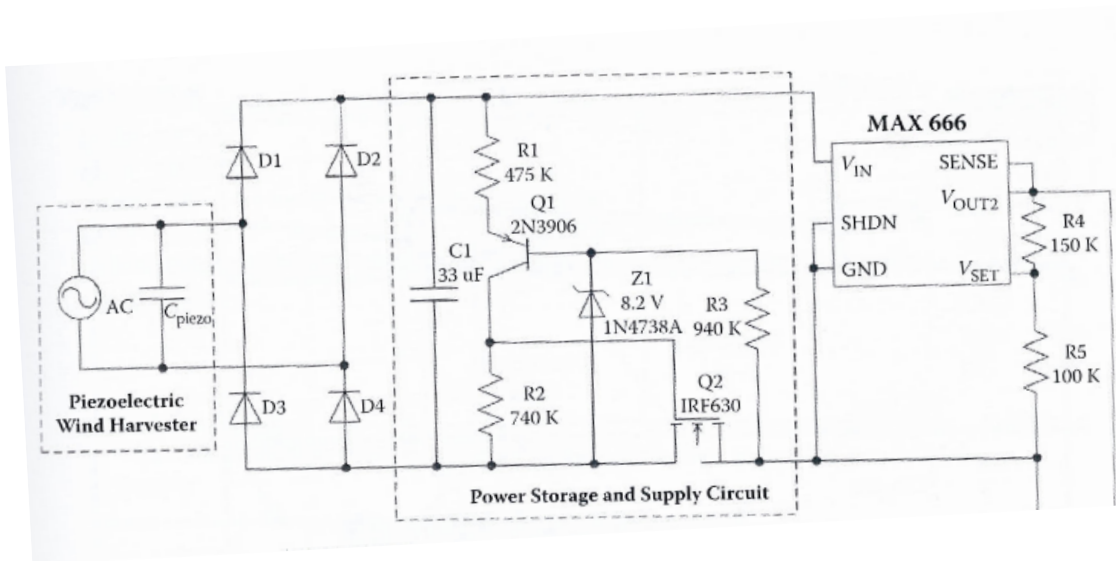 MAX 666
D1
D2
R1
475 K
V_IN
SENSE
V_OUT2
Q1
2N3906
SHDN
R4
150 K
C1
33 uF
GND
V_SET
Z1
8.2 V
1N4738A
R3
940 K
AC
C_piezo
R5
100 K
Q2
IRF630
R2
740 K
D3
D4
Piezoelectric
Wind Harvester
Power Storage and Supply Circuit